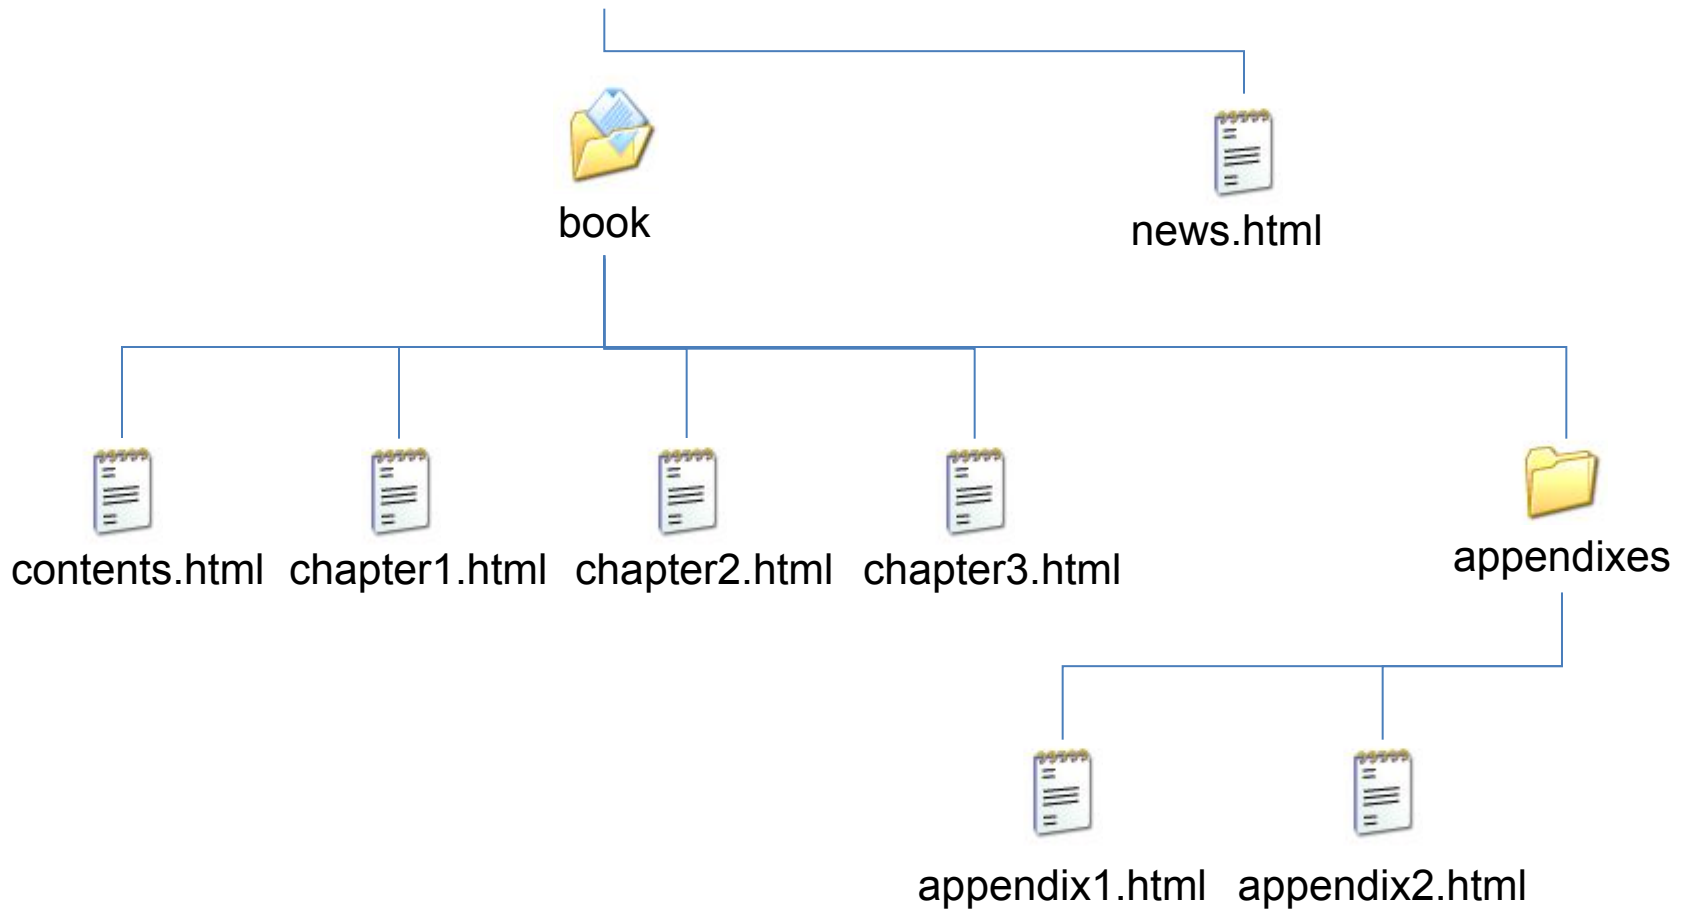 book
news.html
contents.html
chapter1.html
chapter2.html
chapter3.html
appendixes
appendix1.html
appendix2.html